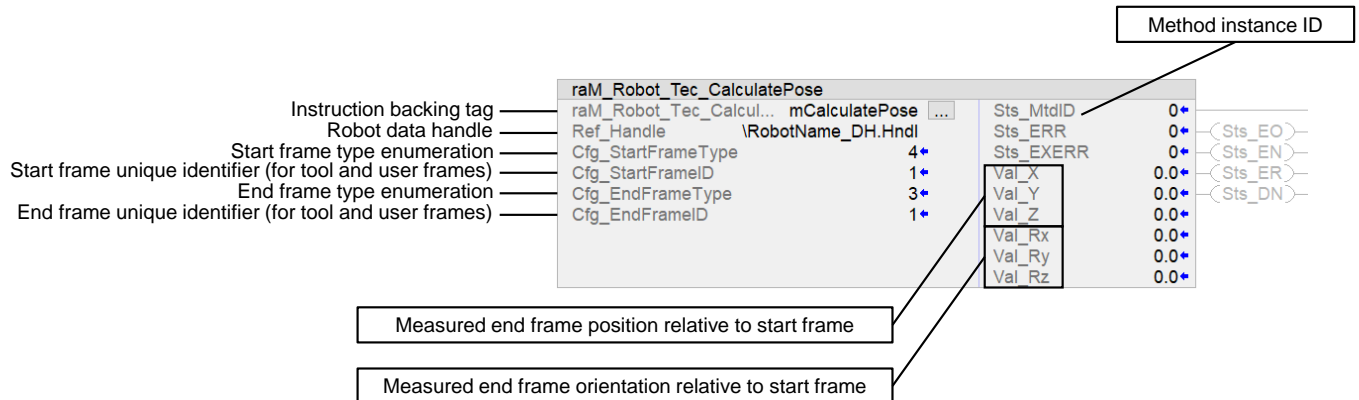 Method instance ID
raM_Robot_Tec_CalculatePose
Instruction backing tag raM_Robot_Tec_Calcul... mCalculatePose ... Sts_MtdID 0
Robot data handle Ref_Handle \RobotName_DH.Hndl Sts_ERR 0 Sts_EO
Start frame type enumeration Cfg_StartFrameType 4 Sts_EXERR 0 Sts_EN
Start frame unique identifier (for tool and user frames) Cfg_StartFrameID 1 Val_X 0.0 Sts_ER
End frame type enumeration Cfg_EndFrameType 3 Val_Y 0.0 Sts_DN
End frame unique identifier (for tool and user frames) Cfg_EndFrameID 1 Val_Z 0.0
Val_Rx 0.0
Val_Ry 0.0
Val_Rz 0.0
Measured end frame position relative to start frame
Measured end frame orientation relative to start frame